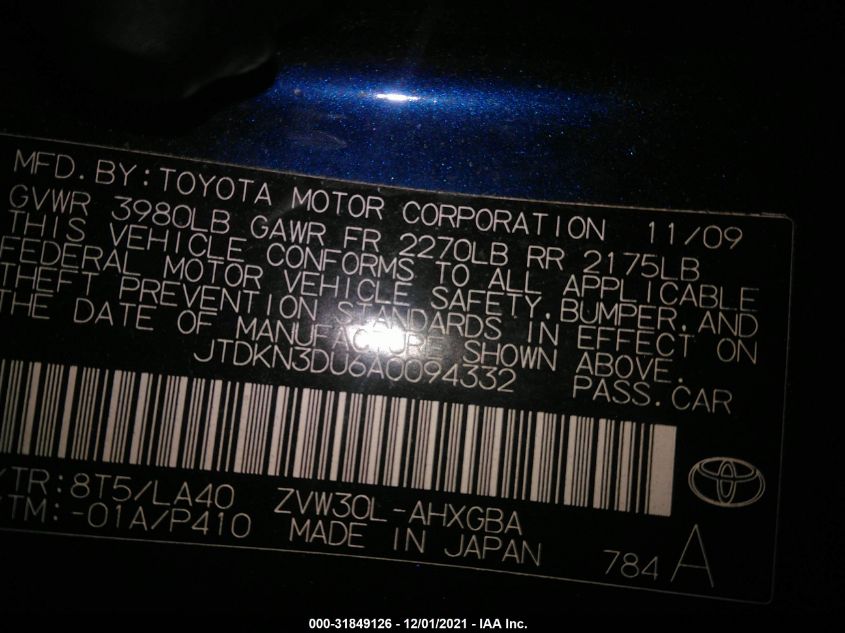 MFD. BY: TOYOTA MOTOR CORPORATION 11/09
GVWR 3980LB GAWR FR 2270LB RR 2175LB
THIS VEHICLE CONFORMS TO ALL APPLICABLE
FEDERAL MOTOR VEHICLE SAFETY, BUMPER, AND
THEFT PREVENTION STANDARDS IN EFFECT ON
THE DATE OF MANUFACTURE SHOWN ABOVE.
JTDKN3DU6A0094332 PASS. CAR
/TR: 8T5/LA40 ZVW30L-AHXGBA
TM: -01A/P410 MADE IN JAPAN 784 A
000-31849126 - 12/01/2021 - IAA Inc.